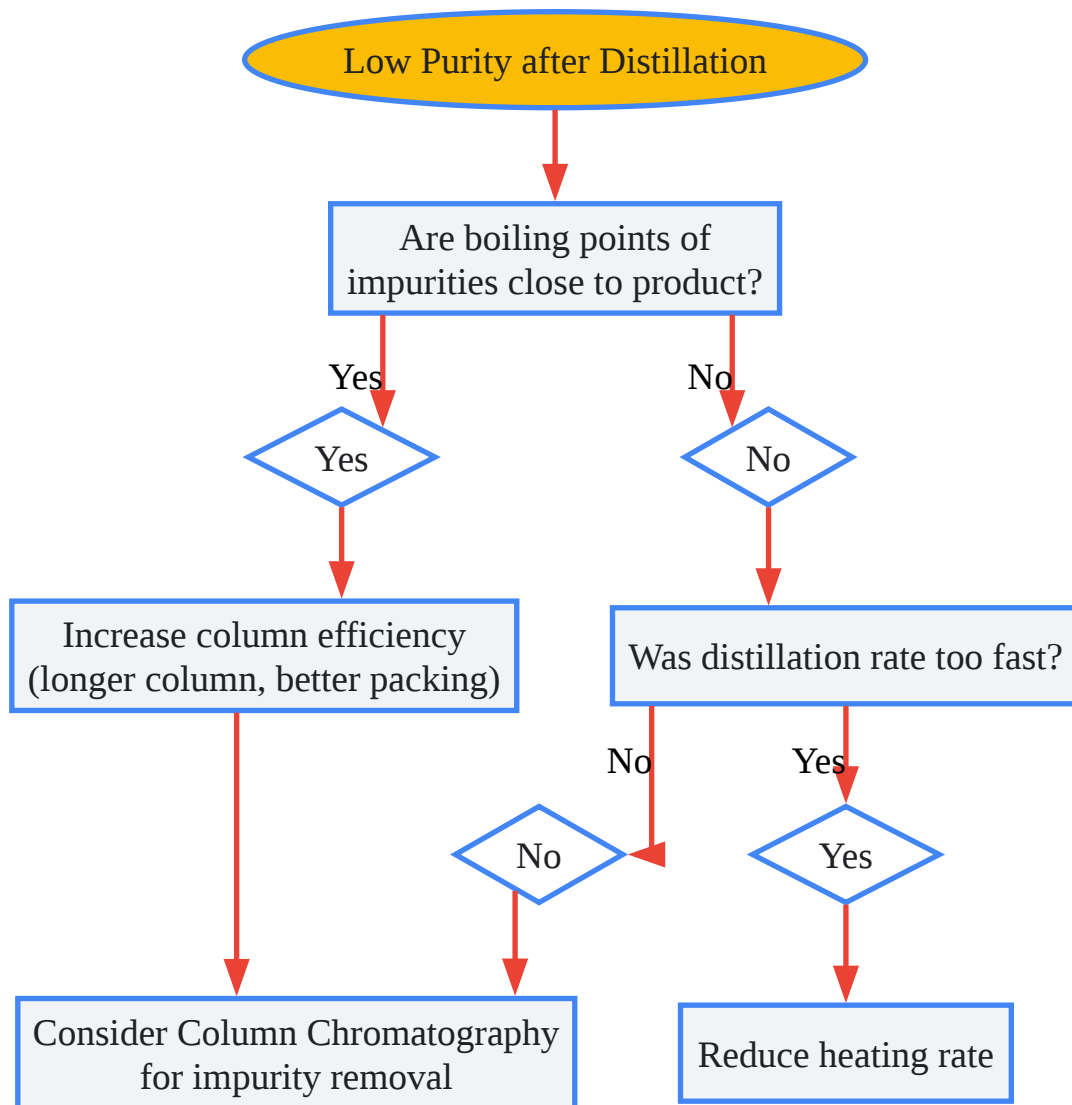 Low Purity after Distillation
Are boiling points of
impurities close to product?
Yes
No
Yes
No
Increase column efficiency
(longer column, better packing)
Was distillation rate too fast?
No
Yes
No
Yes
Consider Column Chromatography
for impurity removal
Reduce heating rate